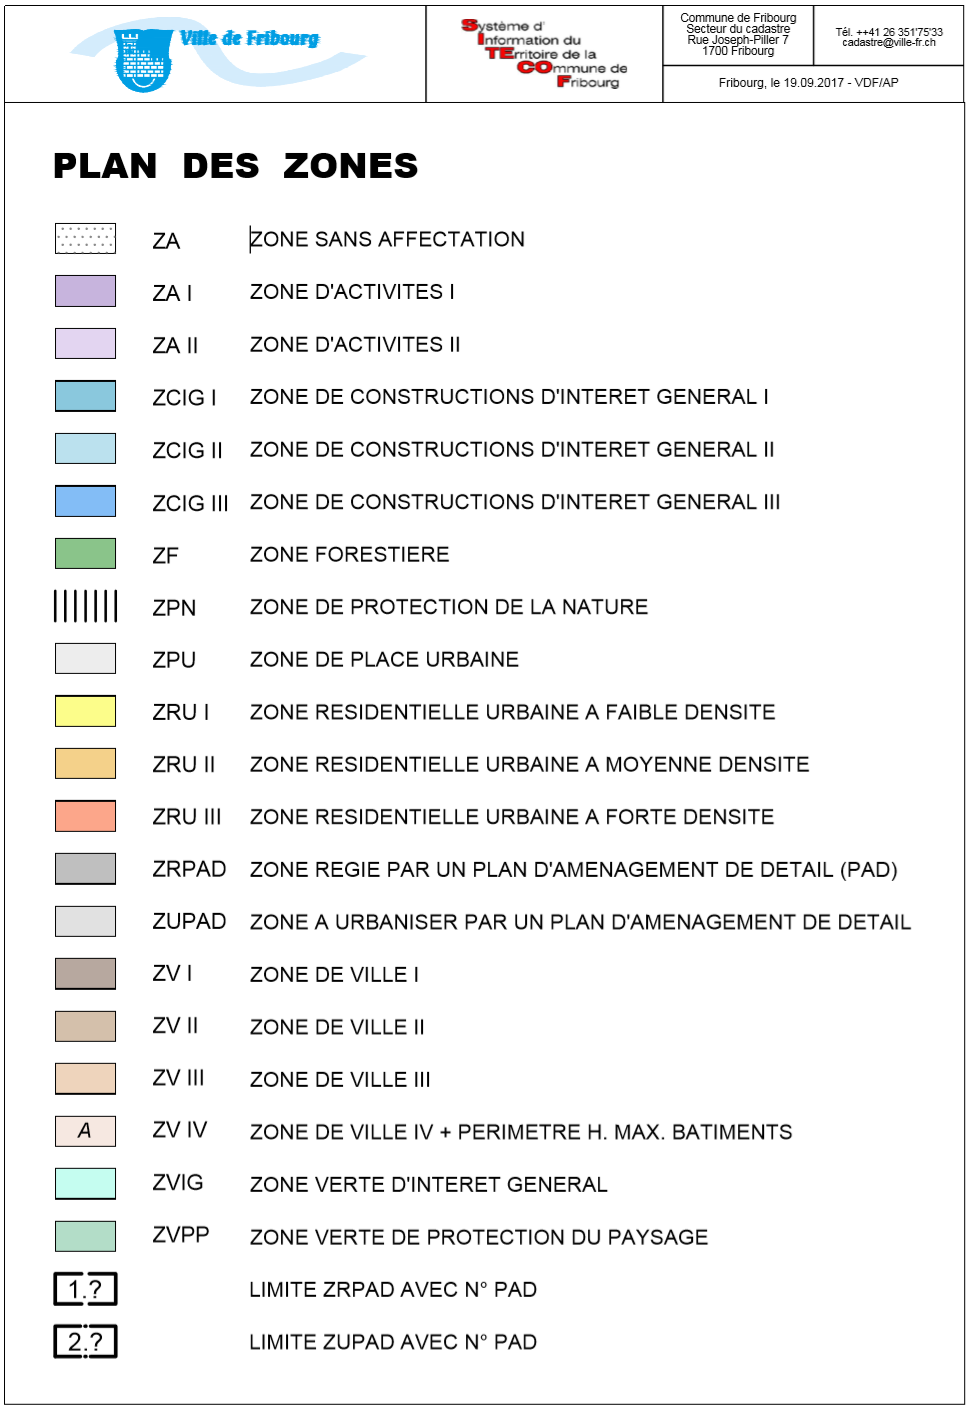 Ville de Fribourg
Système d'
Information du
TErritoire de la
COmmune de
Fribourg
Commune de Fribourg
Secteur du cadastre
Rue Joseph-Piller 7
1700 Fribourg
Tél. ++41 26 351'75'33
cadastre@ville-fr.ch
Fribourg, le 19.09.2017 - VDF/AP
PLAN DES ZONES
ZA ZONE SANS AFFECTATION
ZA I ZONE D'ACTIVITES I
ZA II ZONE D'ACTIVITES II
ZCIG I ZONE DE CONSTRUCTIONS D'INTERET GENERAL I
ZCIG II ZONE DE CONSTRUCTIONS D'INTERET GENERAL II
ZCIG III ZONE DE CONSTRUCTIONS D'INTERET GENERAL III
ZF ZONE FORESTIERE
ZPN ZONE DE PROTECTION DE LA NATURE
ZPU ZONE DE PLACE URBAINE
ZRU I ZONE RESIDENTIELLE URBAINE A FAIBLE DENSITE
ZRU II ZONE RESIDENTIELLE URBAINE A MOYENNE DENSITE
ZRU III ZONE RESIDENTIELLE URBAINE A FORTE DENSITE
ZRPAD ZONE REGIE PAR UN PLAN D'AMENAGEMENT DE DETAIL (PAD)
ZUPAD ZONE A URBANISER PAR UN PLAN D'AMENAGEMENT DE DETAIL
ZV I ZONE DE VILLE I
ZV II ZONE DE VILLE II
ZV III ZONE DE VILLE III
A ZV IV ZONE DE VILLE IV + PERIMETRE H. MAX. BATIMENTS
ZVIG ZONE VERTE D'INTERET GENERAL
ZVPP ZONE VERTE DE PROTECTION DU PAYSAGE
1.? LIMITE ZRPAD AVEC N° PAD
2.? LIMITE ZUPAD AVEC N° PAD